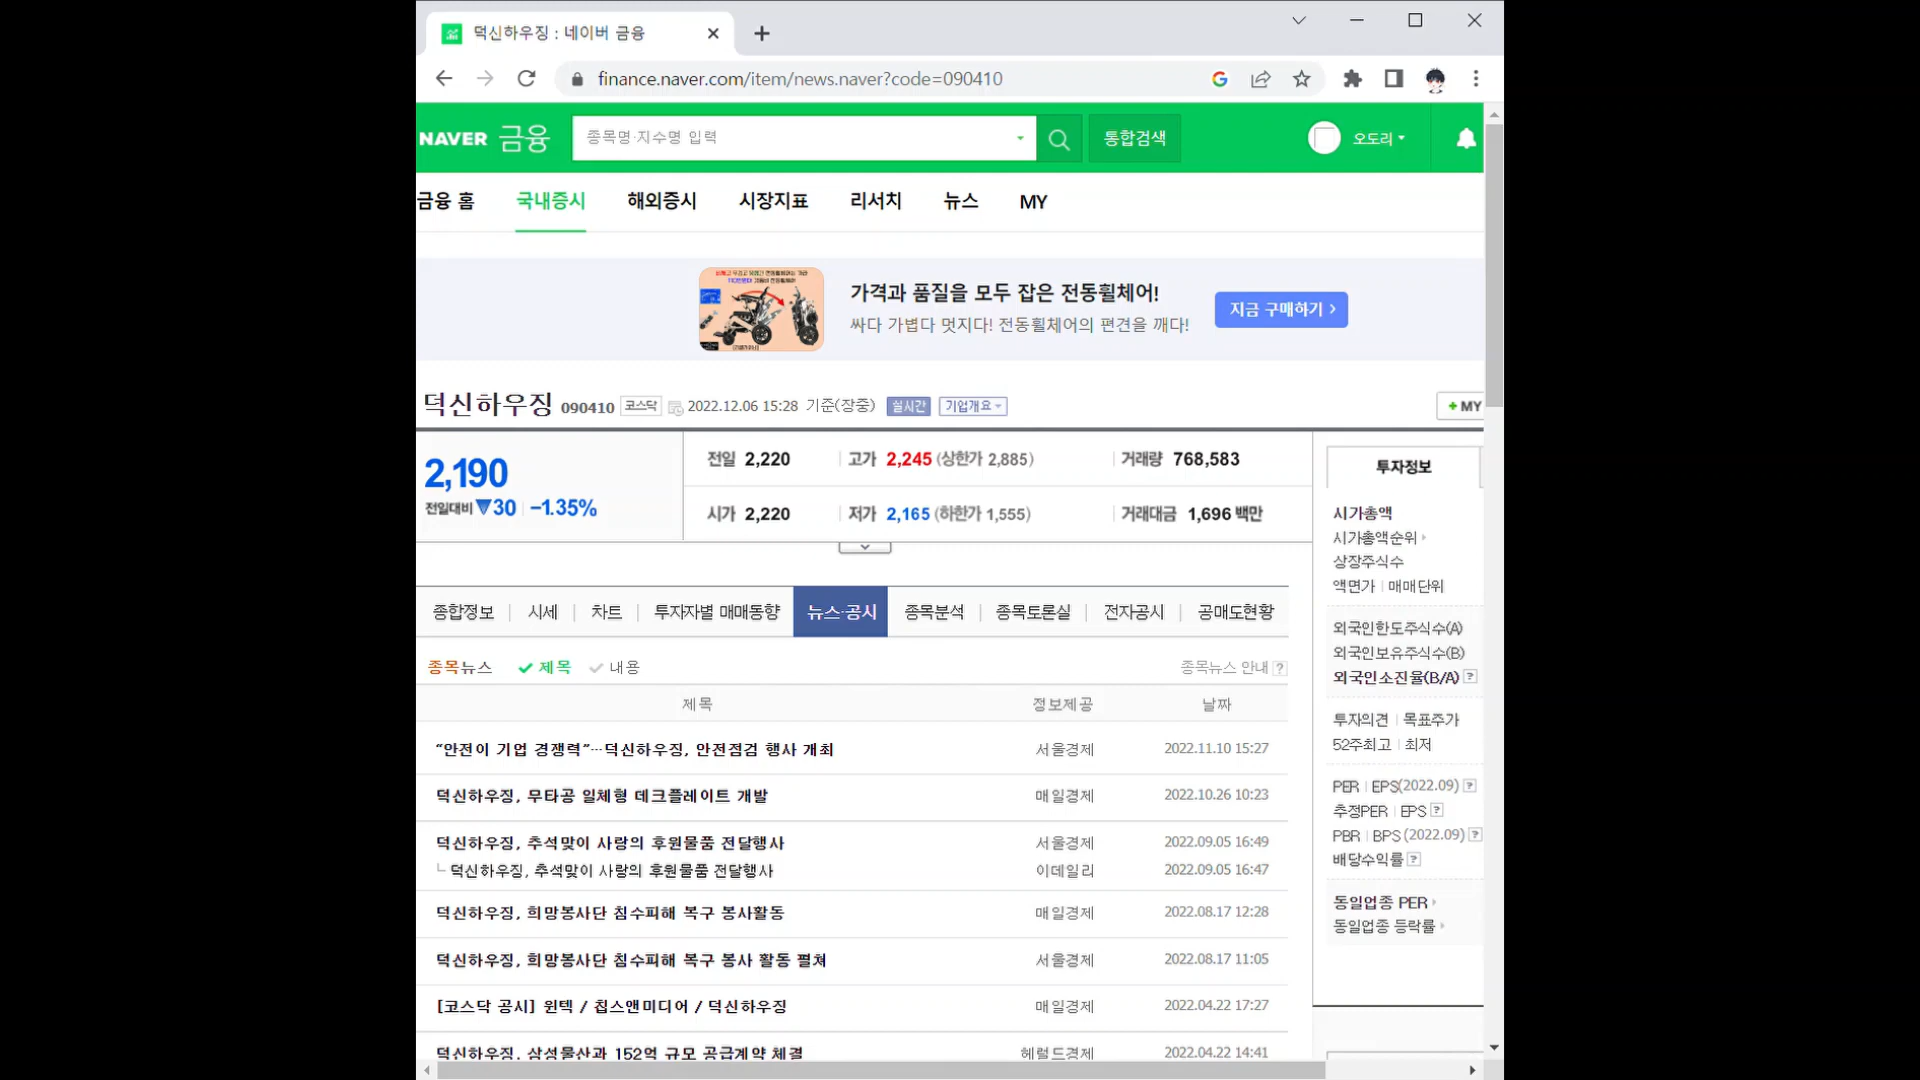 덕신하우징 : 네이버 금융
finance.naver.com/item/news.naver?code=090410
NAVER 금융 종목명·지수명 입력 통합검색 오도리
금융 홈 국내증시 해외증시 시장지표 리서치 뉴스 MY
가격과 품질을 모두 잡은 전동휠체어!
싸다 가볍다 멋지다! 전동휠체어의 편견을 깨다!
지금 구매하기
덕신하우징 090410 코스닥 2022.12.06 15:28 기준(장중) 실시간 기업개요 + MY
2,190
전일대비 ▼30 -1.35%
전일 2,220 고가 2,245 (상한가 2,885) 거래량 768,583
시가 2,220 저가 2,165 (하한가 1,555) 거래대금 1,696 백만
종합정보 시세 차트 투자자별 매매동향 뉴스·공시 종목분석 종목토론실 전자공시 공매도현황
종목뉴스 제목 내용 종목뉴스 안내 ?
제목 정보제공 날짜
“안전이 기업 경쟁력”…덕신하우징, 안전점검 행사 개최 서울경제 2022.11.10 15:27
덕신하우징, 무타공 일체형 데크플레이트 개발 매일경제 2022.10.26 10:23
덕신하우징, 추석맞이 사랑의 후원물품 전달행사 서울경제 2022.09.05 16:49
덕신하우징, 추석맞이 사랑의 후원물품 전달행사 이데일리 2022.09.05 16:47
덕신하우징, 희망봉사단 침수피해 복구 봉사활동 매일경제 2022.08.17 12:28
덕신하우징, 희망봉사단 침수피해 복구 봉사 활동 펼쳐 서울경제 2022.08.17 11:05
[코스닥 공시] 윈텍 / 칩스앤미디어 / 덕신하우징 매일경제 2022.04.22 17:27
덕신하우징, 삼성물산과 152억 규모 공급계약 체결 헤럴드경제 2022.04.22 14:41
투자정보
시가총액
시가총액순위
상장주식수
액면가 매매단위
외국인한도주식수(A)
외국인보유주식수(B)
외국인소진율(B/A) ?
투자의견 목표주가
52주최고 최저
PER EPS(2022.09) ?
추정PER EPS ?
PBR BPS (2022.09) ?
배당수익률 ?
동일업종 PER
동일업종 등락률